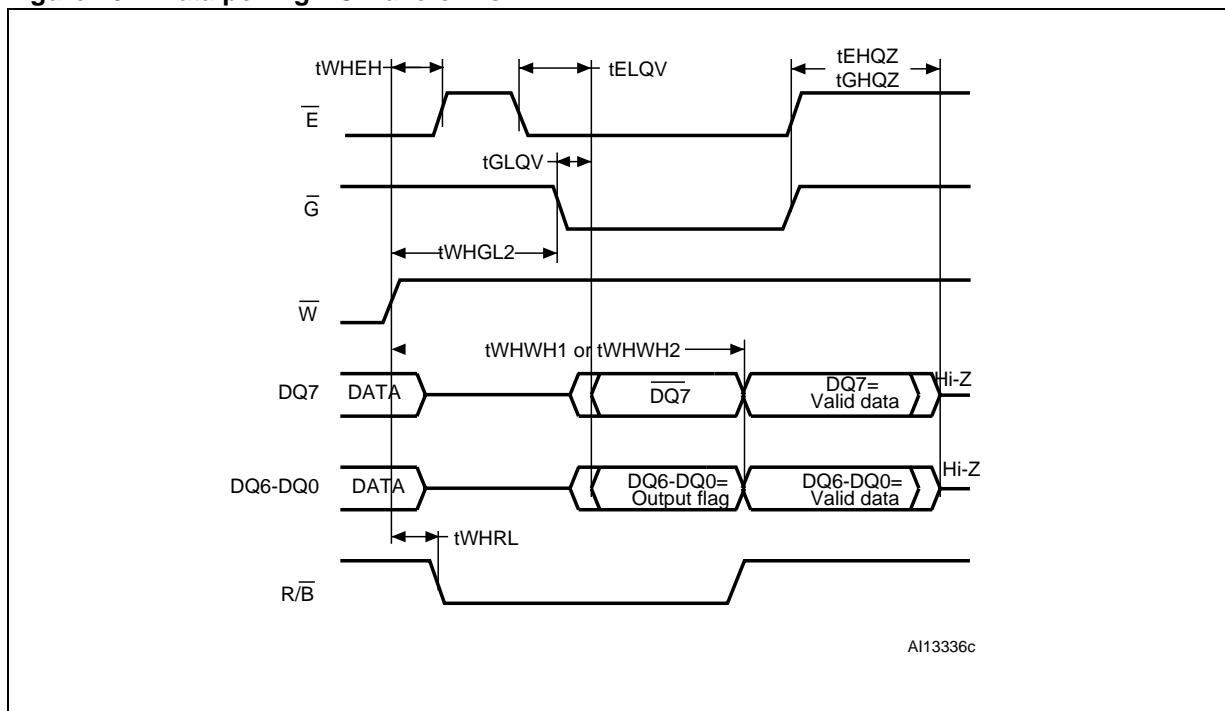 tWHEH
tELQV
tEHQZ
tGHQZ
E̅
tGLQV
G̅
tWHGL2
W̅
tWHWH1 or tWHWH2
DQ7
DATA
D̅Q̅7̅
DQ7=
Valid data
Hi-Z
DQ6-DQ0
DATA
DQ6-DQ0=
Output flag
DQ6-DQ0=
Valid data
Hi-Z
tWHRL
R/B̅
AI13336c